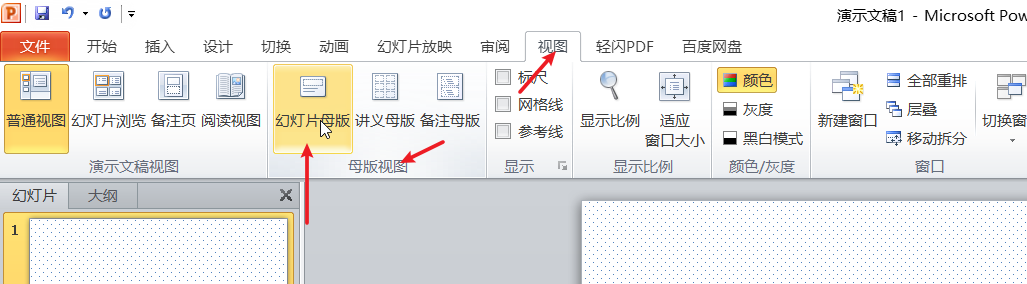 演示文稿1 - Microsoft Pow
文件 开始 插入 设计 切换 动画 幻灯片放映 审阅 视图 轻闪PDF 百度网盘
普通视图 幻灯片浏览 备注页 阅读视图
演示文稿视图
幻灯片母版 讲义母版 备注母版
母版视图
标尺
网格线
参考线
显示
显示比例 适应
窗口大小
显示比例
颜色
灰度
黑白模式
颜色/灰度
新建窗口
全部重排
层叠
移动拆分
切换窗
窗口
幻灯片 大纲
1